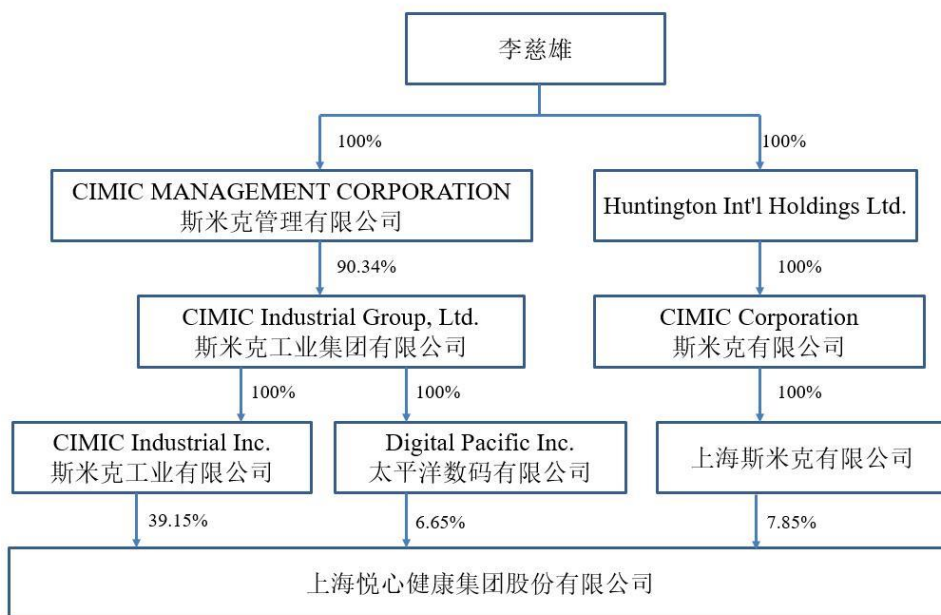 李慈雄
100%
100%
CIMIC MANAGEMENT CORPORATION
斯米克管理有限公司
Huntington Int'l Holdings Ltd.
90.34%
100%
CIMIC Industrial Group, Ltd.
斯米克工业集团有限公司
CIMIC Corporation
斯米克有限公司
100%
100%
100%
CIMIC Industrial Inc.
斯米克工业有限公司
Digital Pacific Inc.
太平洋数码有限公司
上海斯米克有限公司
39.15%
6.65%
7.85%
上海悦心健康集团股份有限公司